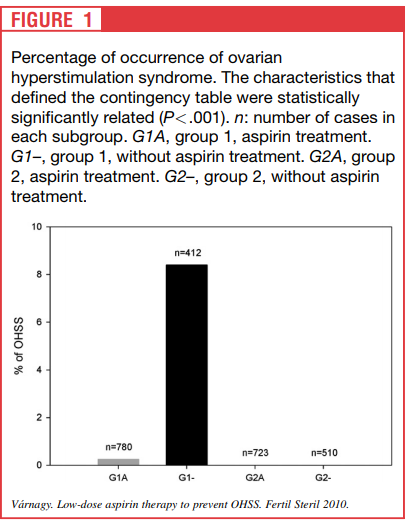 FIGURE 1
Percentage of occurrence of ovarian
hyperstimulation syndrome. The characteristics that
defined the contingency table were statistically
significantly related (P<.001). n: number of cases in
each subgroup. G1A, group 1, aspirin treatment.
G1–, group 1, without aspirin treatment. G2A, group
2, aspirin treatment. G2–, group 2, without aspirin
treatment.
10
8
6
4
2
0
% of OHSS
n=780
n=412
n=723
n=510
G1A
G1-
G2A
G2-
Várnagy. Low-dose aspirin therapy to prevent OHSS. Fertil Steril 2010.